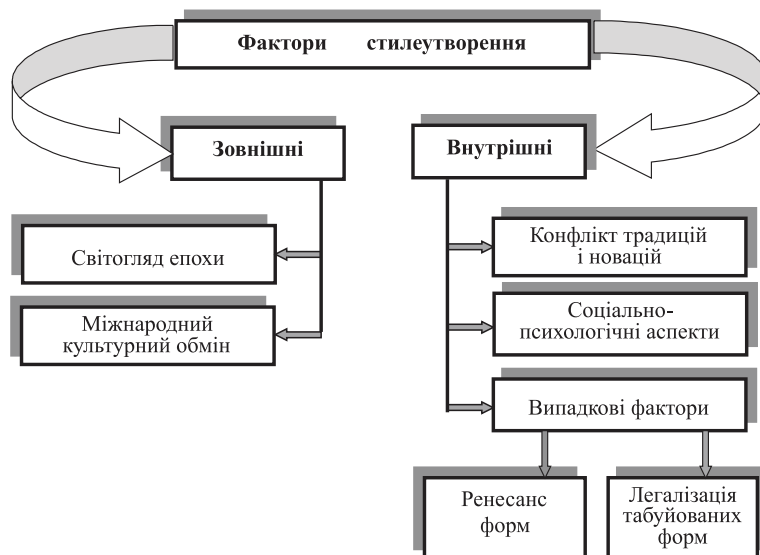 Фактори стилеутворення
Зовнішні
Світогляд епохи
Міжнародний
культурний обмін
Внутрішні
Конфлікт традицій
і новацій
Соціально-
психологічні аспекти
Випадкові фактори
Ренесанс
форм
Легалізація
табуйованих
форм